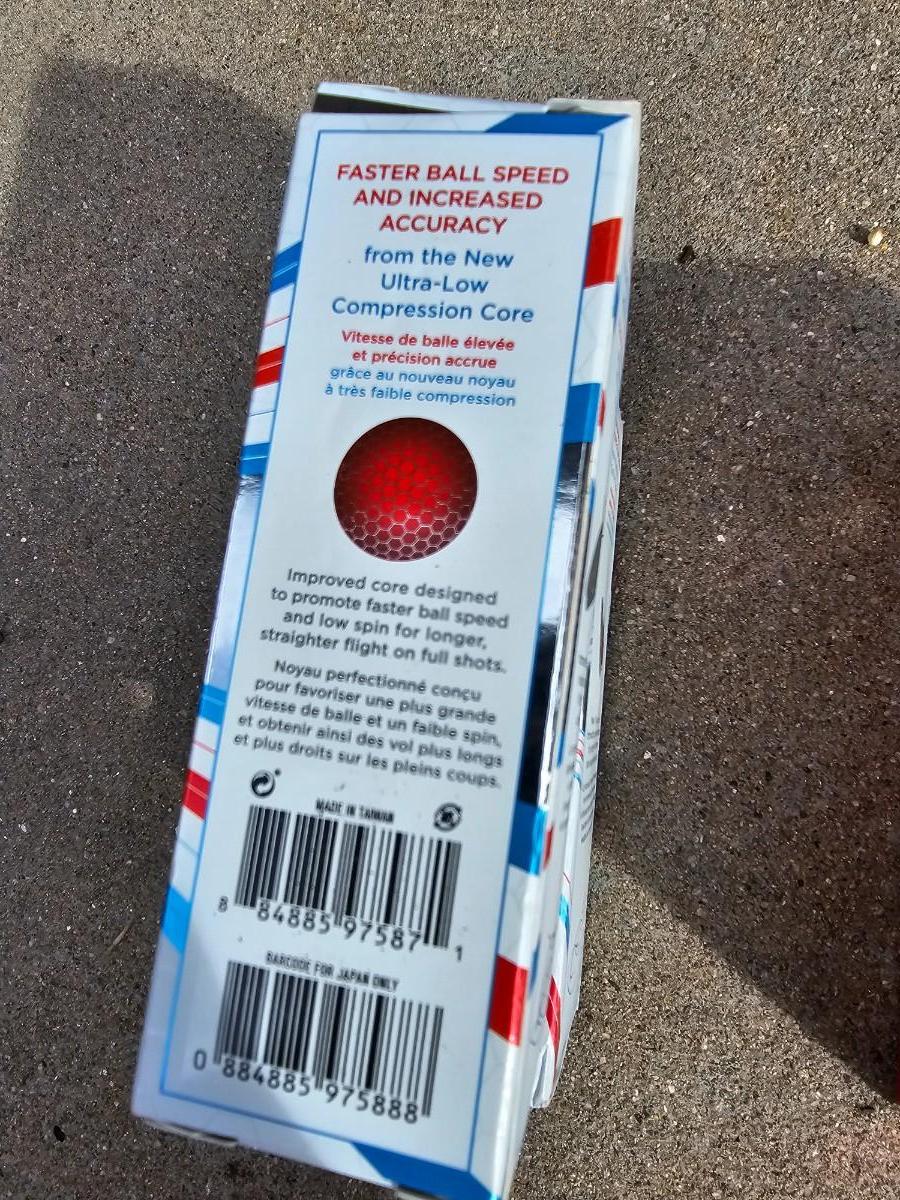 FASTER BALL SPEED
AND INCREASED
ACCURACY
from the New
Ultra-Low
Compression Core
Vitesse de balle élevée
et précision accrue
grâce au nouveau noyau
à très faible compression
Improved core designed
to promote faster ball speed
and low spin for longer,
straighter flight on full shots.
Noyau perfectionné conçu
pour favoriser une plus grande
vitesse de balle et un faible spin,
et obtenir ainsi des vol plus longs
et plus droits sur les pleins coups.
MADE IN TAIWAN
8 84885 97587 1
BARCODE FOR JAPAN ONLY
0 884885 975888